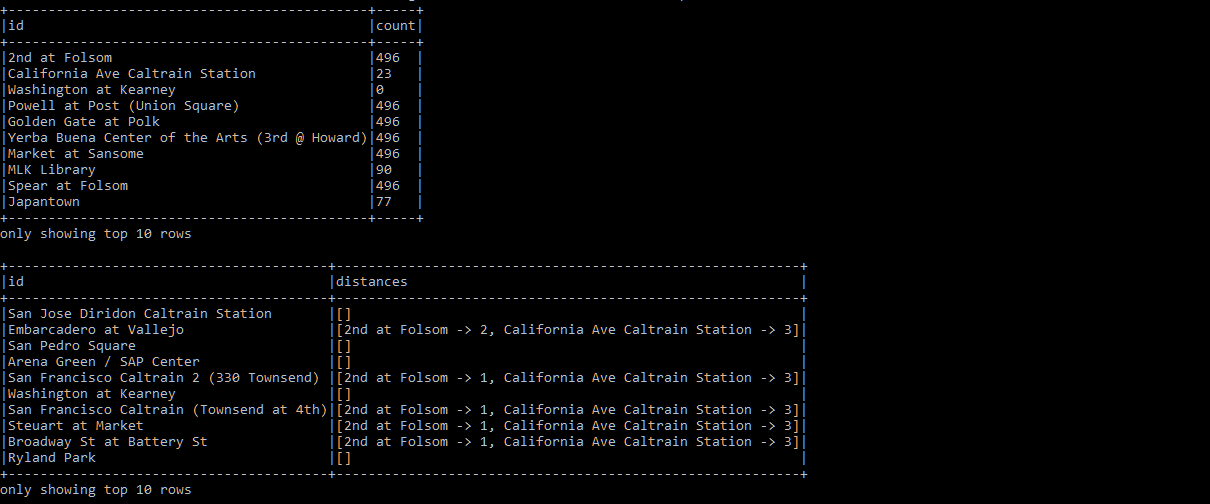 +---------------------------------------------+-----+
|id                                           |count|
+---------------------------------------------+-----+
|2nd at Folsom                                |496  |
|California Ave Caltrain Station              |23   |
|Washington at Kearney                        |0    |
|Powell at Post (Union Square)                |496  |
|Golden Gate at Polk                          |496  |
|Yerba Buena Center of the Arts (3rd @ Howard)|496  |
|Market at Sansome                            |496  |
|MLK Library                                  |90   |
|Spear at Folsom                              |496  |
|Japantown                                    |77   |
+---------------------------------------------+-----+
only showing top 10 rows

+----------------------------------------+----------------------------------------------------------+
|id                                      |distances                                                 |
+----------------------------------------+----------------------------------------------------------+
|San Jose Diridon Caltrain Station       |[]                                                        |
|Embarcadero at Vallejo                  |[2nd at Folsom -> 2, California Ave Caltrain Station -> 3]|
|San Pedro Square                        |[]                                                        |
|Arena Green / SAP Center                |[]                                                        |
|San Francisco Caltrain 2 (330 Townsend) |[2nd at Folsom -> 1, California Ave Caltrain Station -> 3]|
|Washington at Kearney                   |[]                                                        |
|San Francisco Caltrain (Townsend at 4th)|[2nd at Folsom -> 1, California Ave Caltrain Station -> 3]|
|Steuart at Market                       |[2nd at Folsom -> 1, California Ave Caltrain Station -> 3]|
|Broadway St at Battery St               |[2nd at Folsom -> 1, California Ave Caltrain Station -> 3]|
|Ryland Park                             |[]                                                        |
+----------------------------------------+----------------------------------------------------------+
only showing top 10 rows